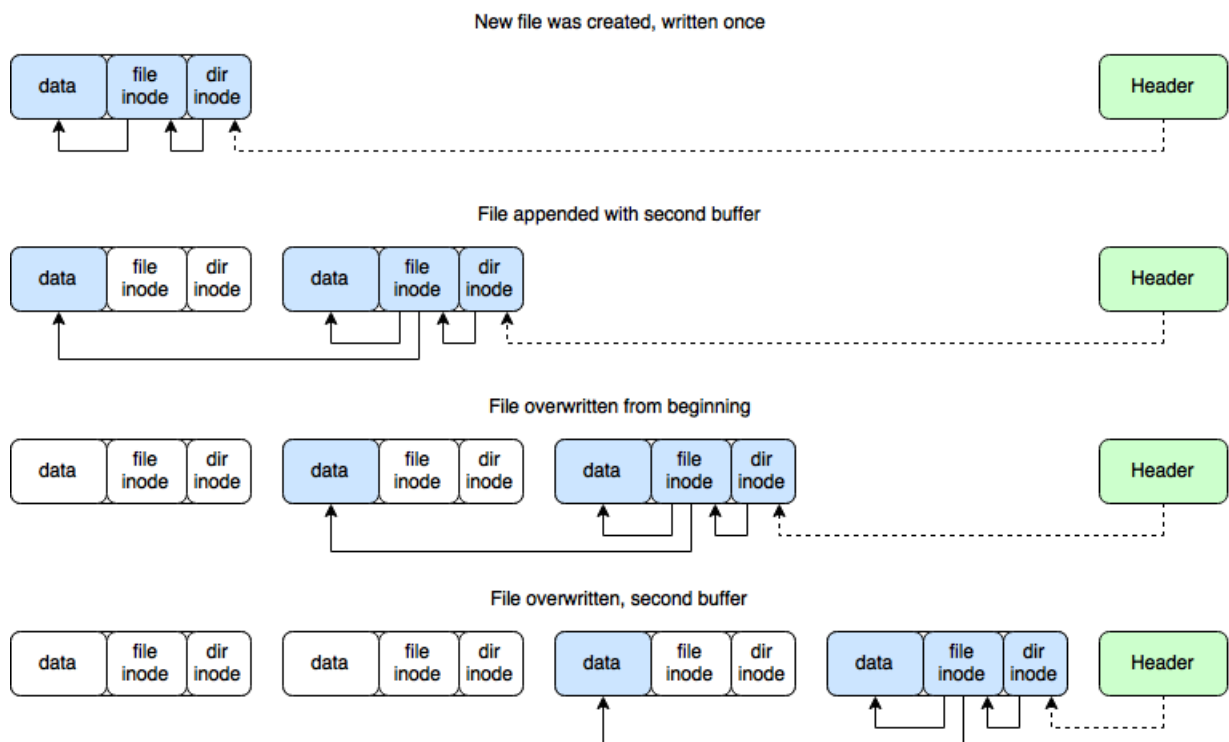 New file was created, written once
data file inode dir inode Header
File appended with second buffer
data file inode dir inode data file inode dir inode Header
File overwritten from beginning
data file inode dir inode data file inode dir inode data file inode dir inode Header
File overwritten, second buffer
data file inode dir inode data file inode dir inode data file inode dir inode data file inode dir inode Header